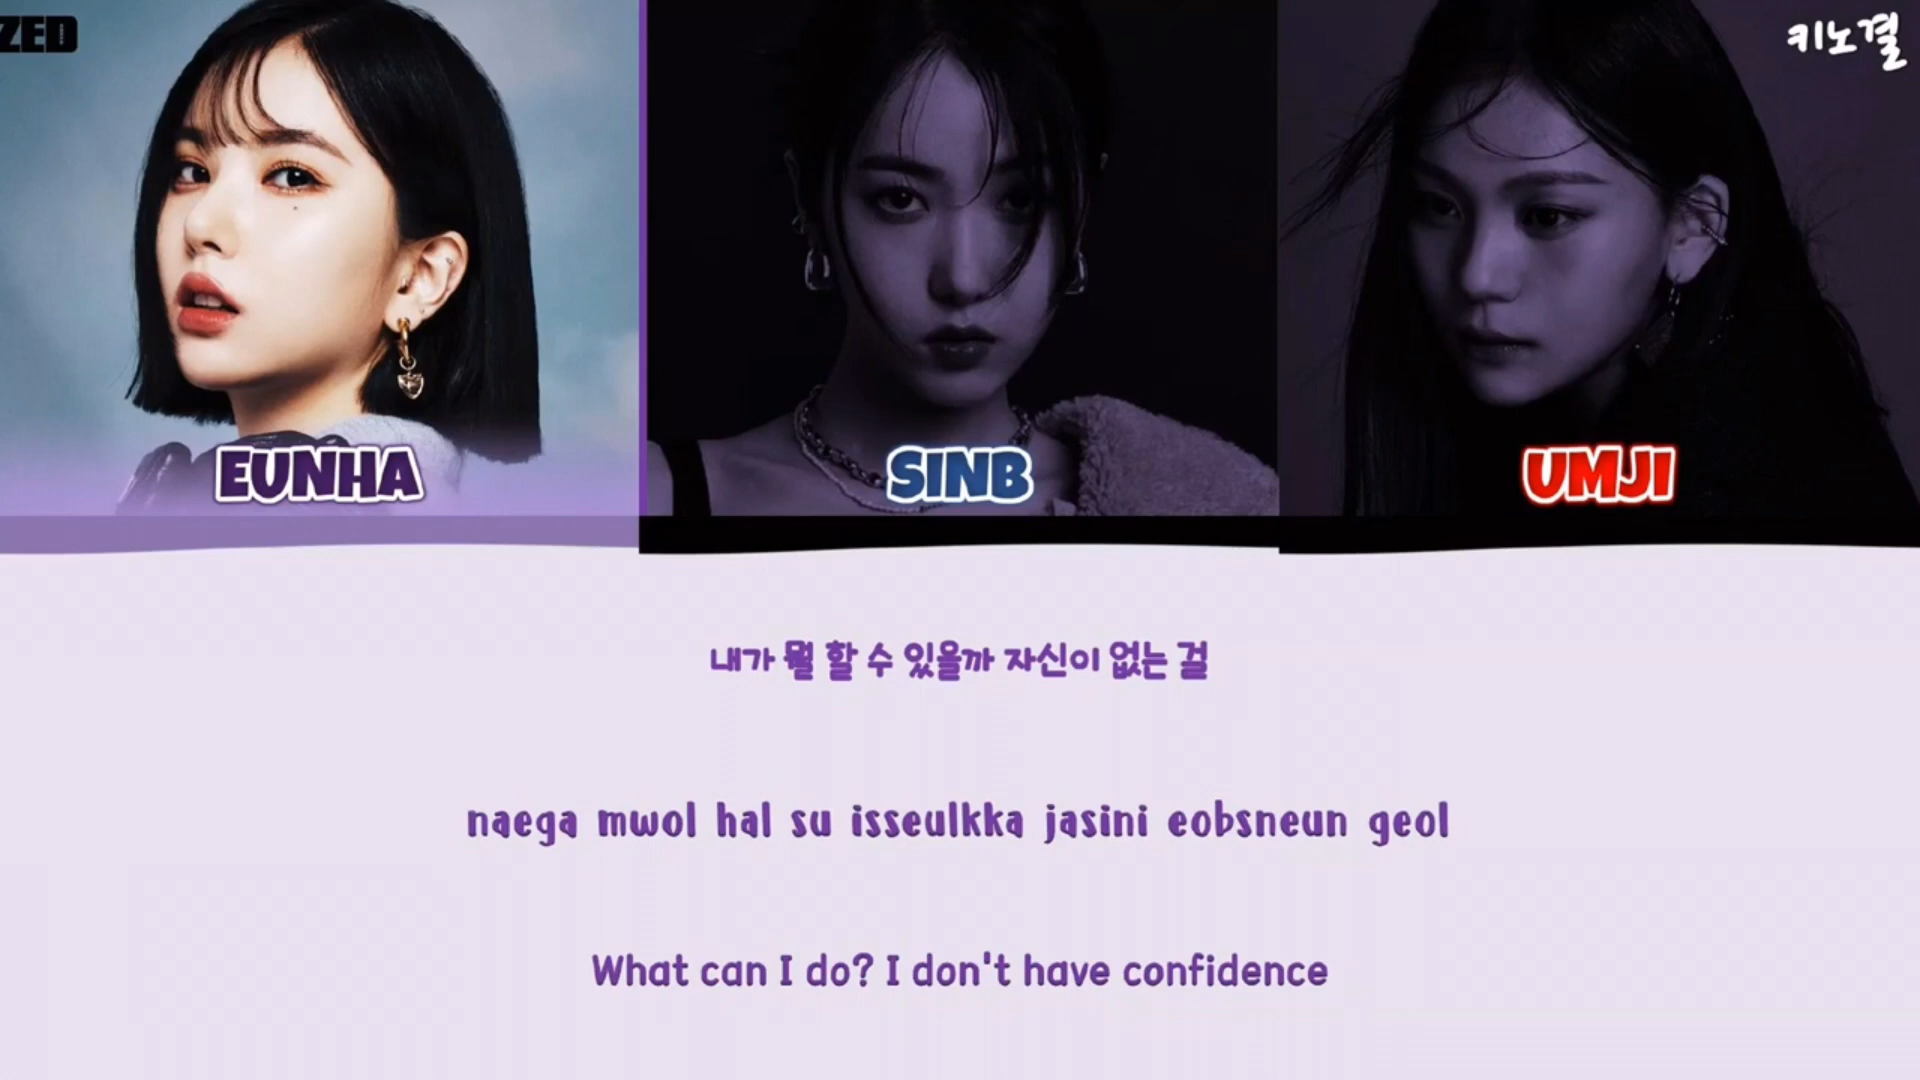 ZED
키노결
EUNHA
SINB
UMJI
내가 뭘 할 수 있을까 자신이 없는 걸
naega mwol hal su isseulkka jasini eobsneun geol
What can I do? I don't have confidence